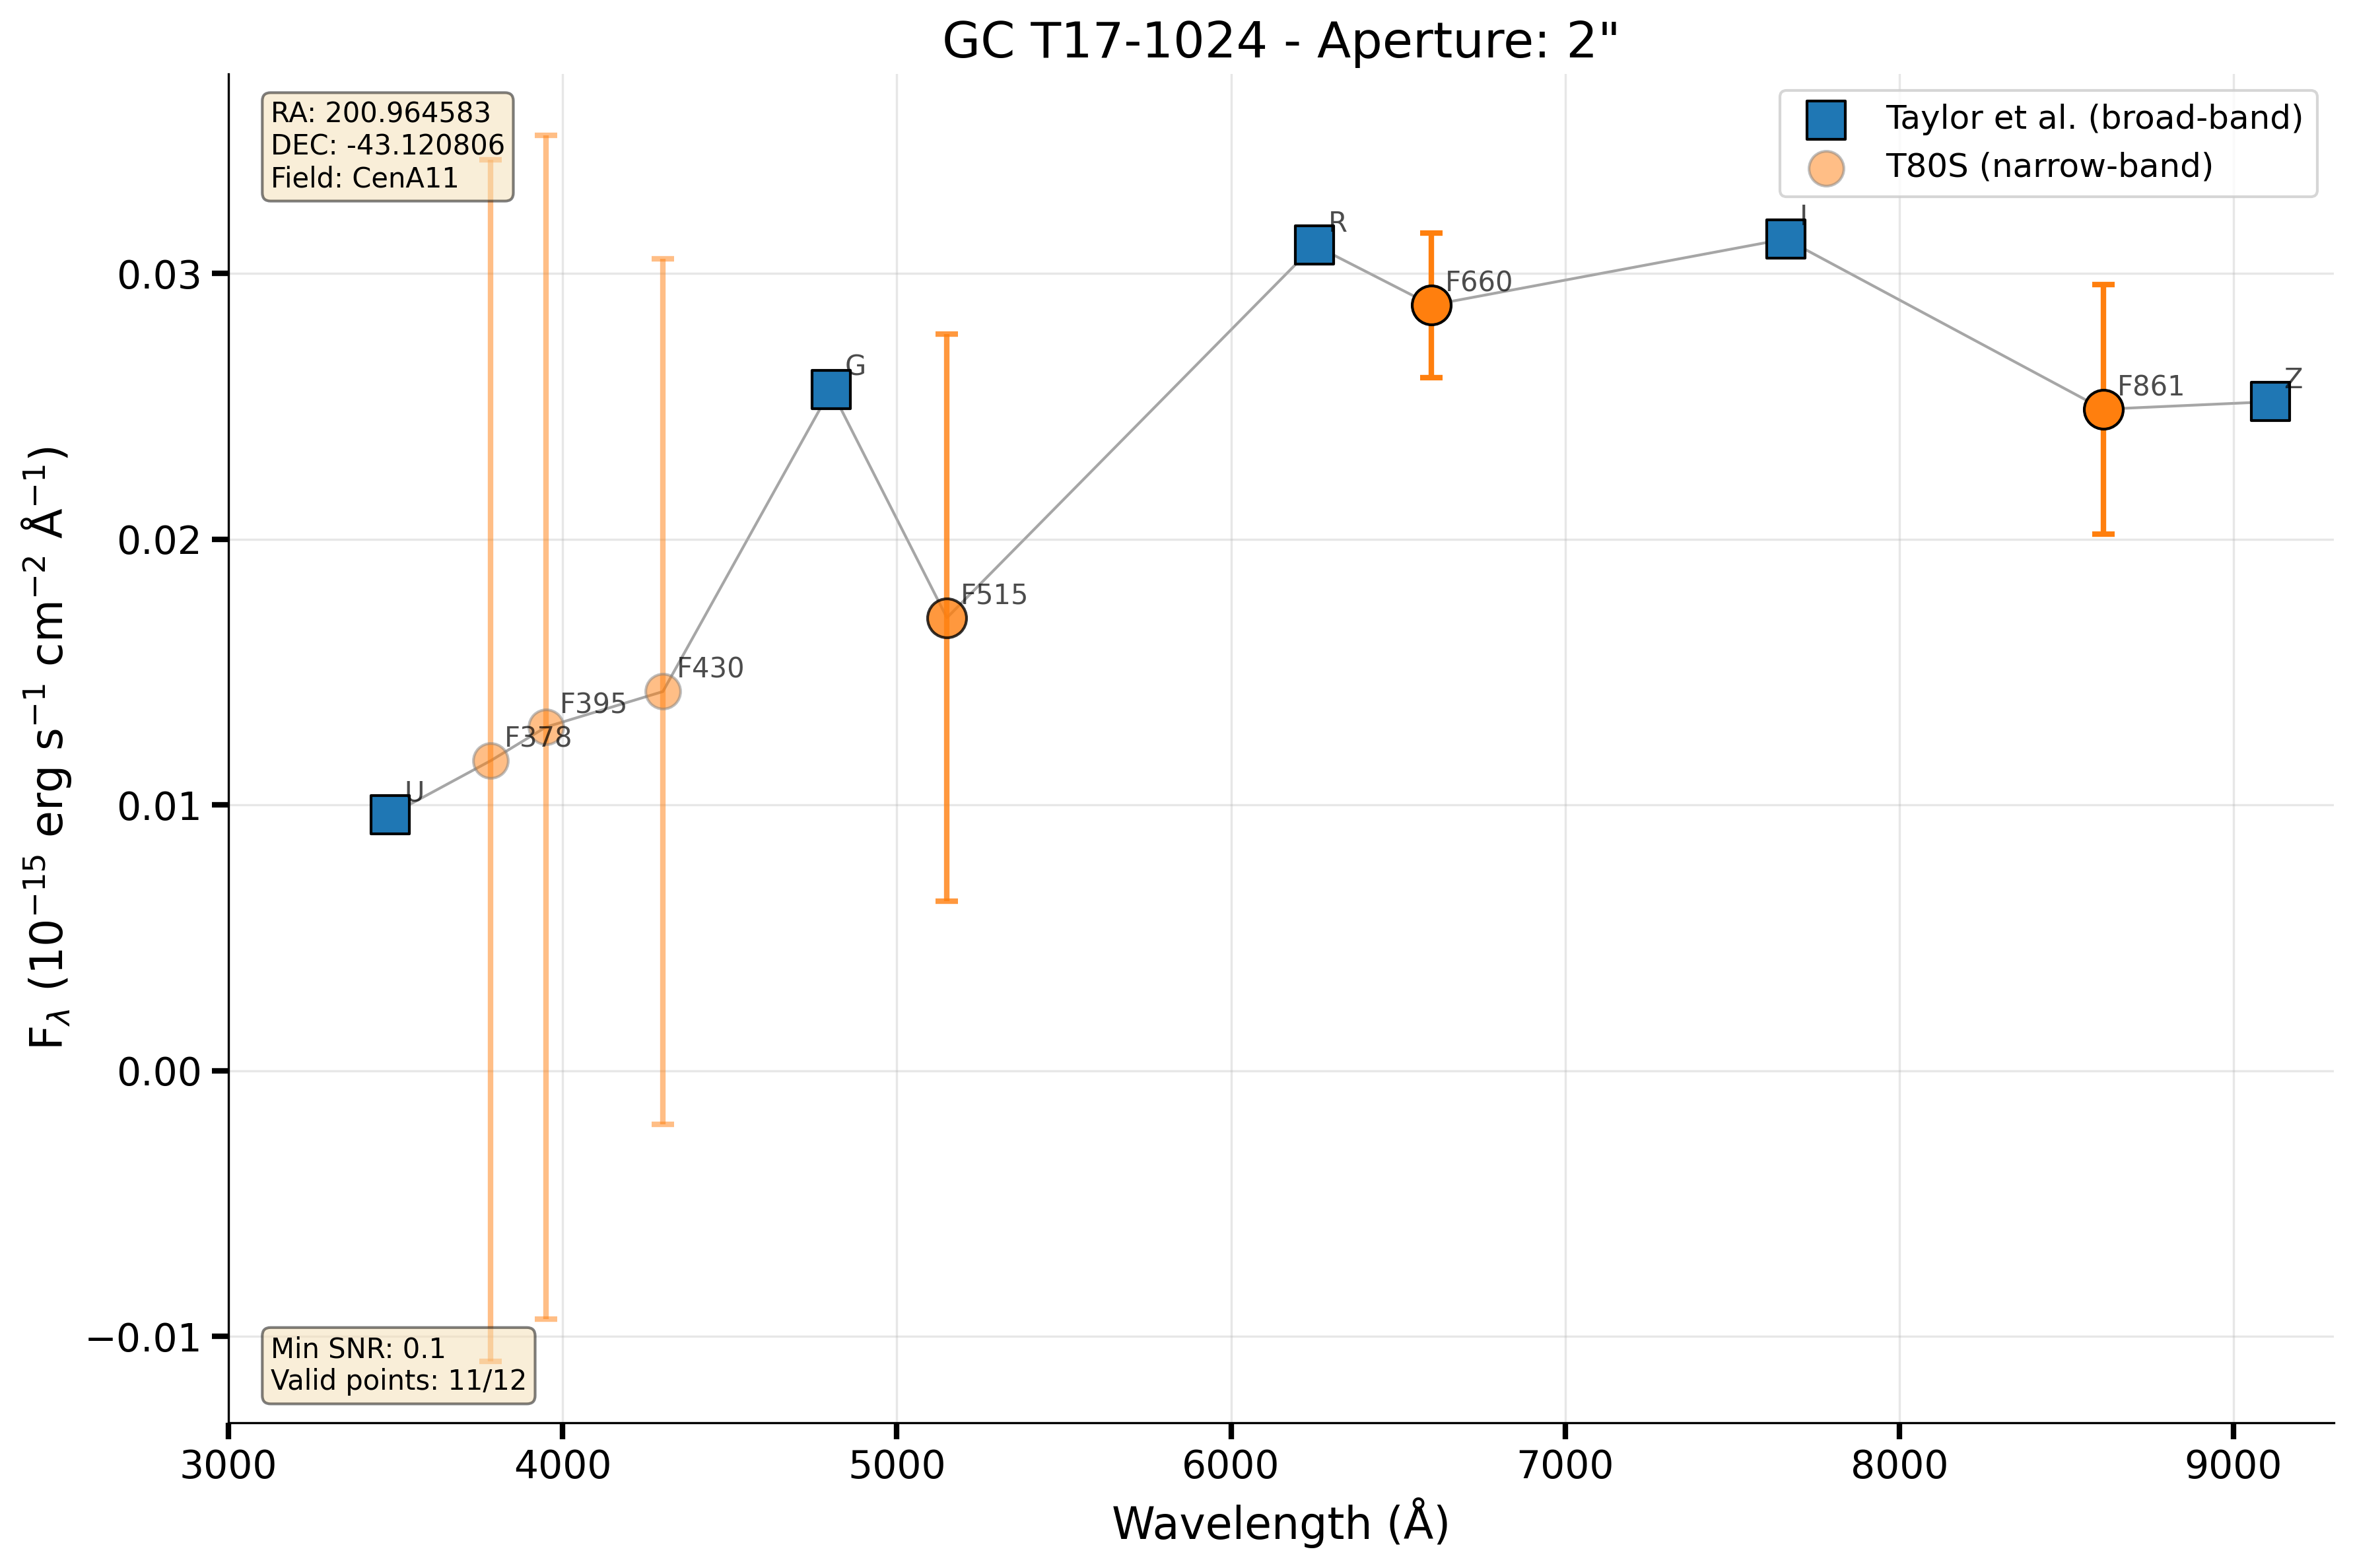 GC T17-1024 - Aperture: 2"
RA: 200.964583
DEC: -43.120806
Field: CenA11
Taylor et al. (broad-band)
T80S (narrow-band)
R
I
F660
G
F861
Z
F515
F430
F395
F378
U
0.03
0.02
0.01
0.00
−0.01
F_λ (10⁻¹⁵ erg s⁻¹ cm⁻² Å⁻¹)
Min SNR: 0.1
Valid points: 11/12
3000 4000 5000 6000 7000 8000 9000
Wavelength (Å)